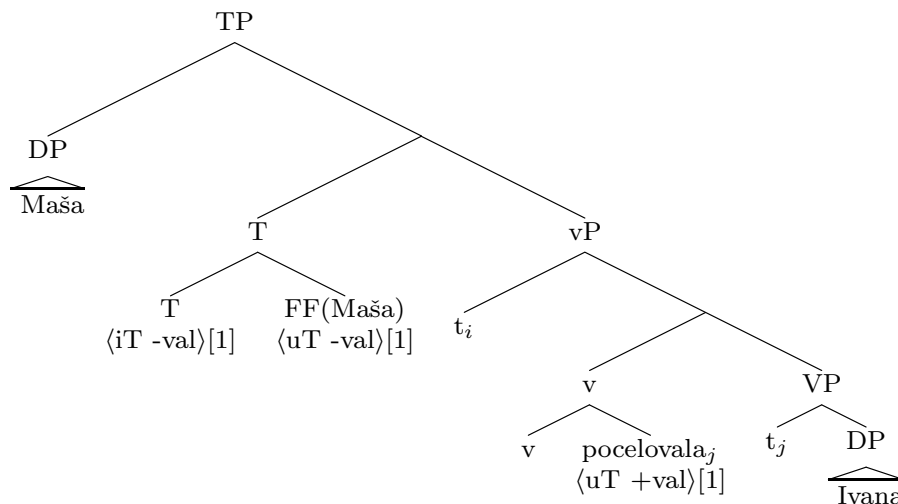 TP
DP
Maša
T
vP
T
FF(Maša)
⟨iT -val⟩[1]
⟨uT -val⟩[1]
t_i
v
VP
v
pocelovala_j
⟨uT +val⟩[1]
t_j
DP
Ivana